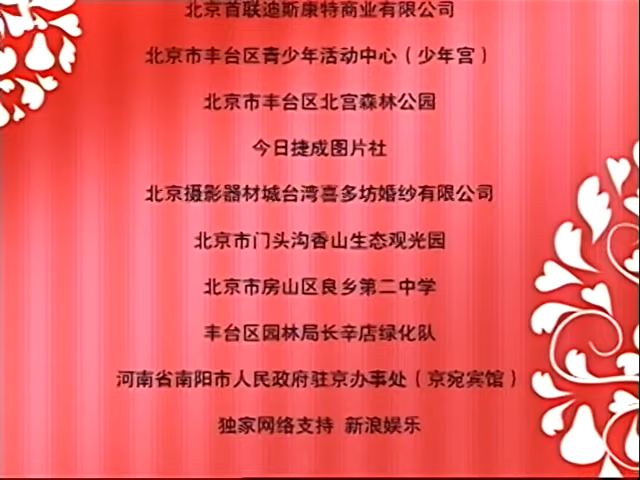 北京首联迪斯康特商业有限公司
北京市丰台区青少年活动中心（少年宫）
北京市丰台区北宫森林公园
今日捷成图片社
北京摄影器材城台湾喜多坊婚纱有限公司
北京市门头沟香山生态观光园
北京市房山区良乡第二中学
丰台区园林局长辛店绿化队
河南省南阳市人民政府驻京办事处（京宛宾馆）
独家网络支持 新浪娱乐